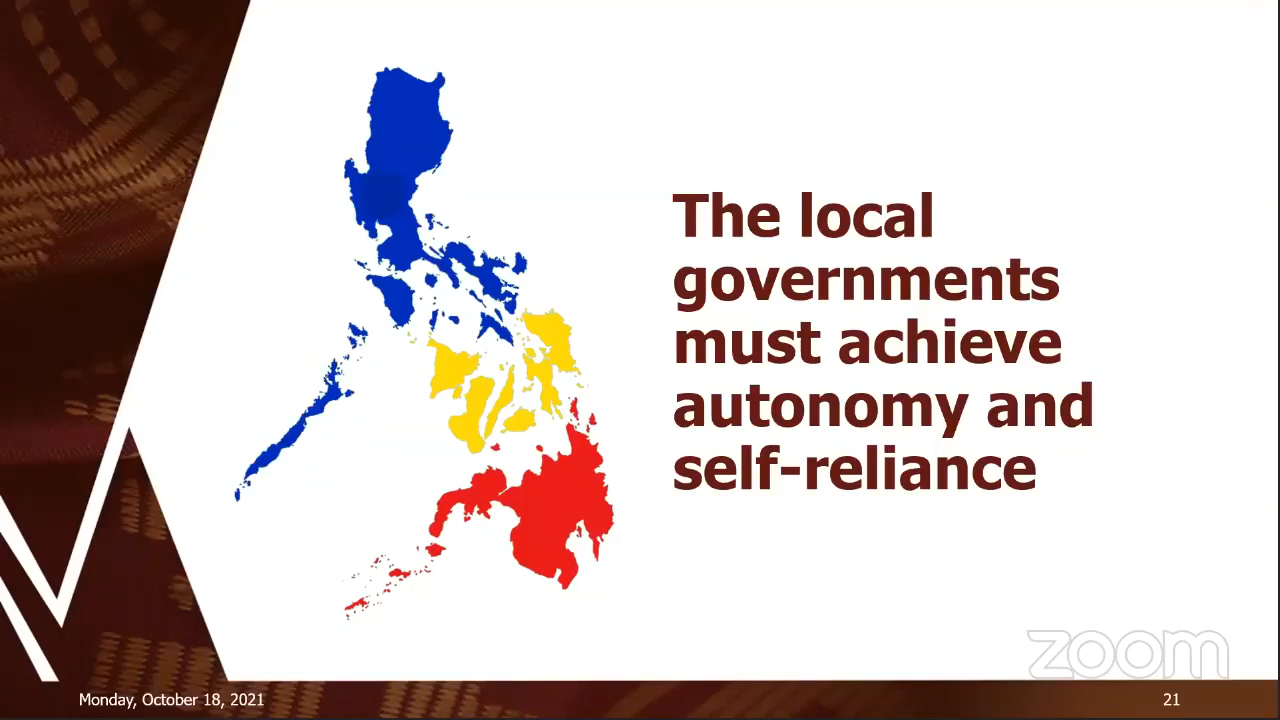 The local
governments
must achieve
autonomy and
self-reliance
zoom
Monday, October 18, 2021
21